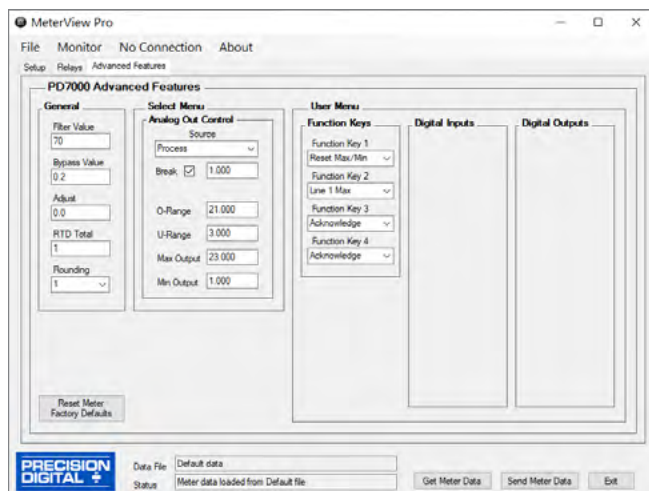 MeterView Pro
File Monitor No Connection About
Setup Relays Advanced Features
PD7000 Advanced Features
General
Filter Value
70
Bypass Value
0.2
Adjust
0.0
RTD Total
1
Rounding
1
Reset Meter
Factory Defaults
Select Menu
Analog Out Control
Source
Process
Break 1.000
O-Range 21.000
U-Range 3.000
Max Output 23.000
Min Output 1.000
User Menu
Function Keys
Function Key 1
Reset Max/Min
Function Key 2
Line 1 Max
Function Key 3
Acknowledge
Function Key 4
Acknowledge
Digital Inputs
Digital Outputs
PRECISION
DIGITAL
Data File Default data
Status Meter data loaded from Default file
Get Meter Data Send Meter Data Exit